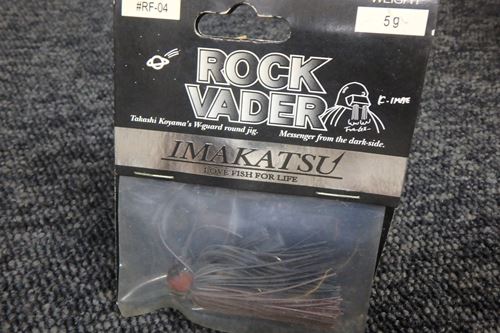 #RF-04
WEIGHT
5g
ROCK
VADER
Takashi Koyama's W-guard round jig.
Messenger from the dark-side.
IMAKATSU
LOVE FISH FOR LIFE